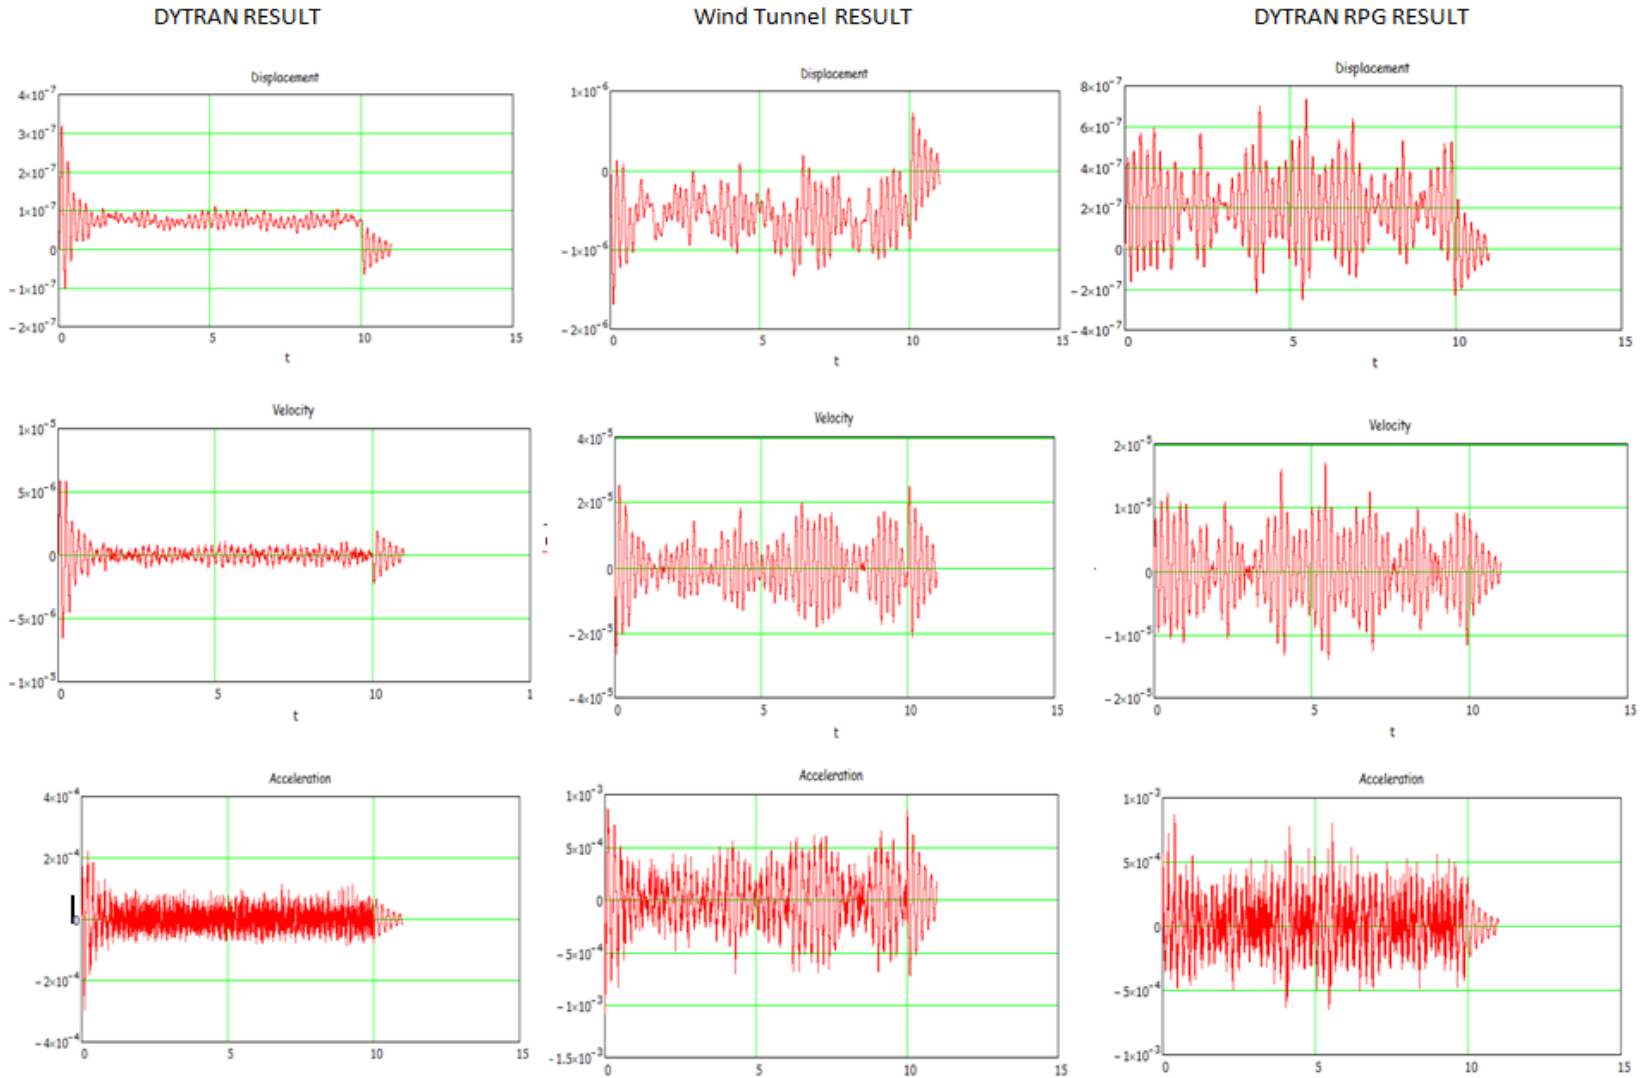 DYTRAN RESULT
Wind Tunnel RESULT
DYTRAN RPG RESULT
Displacement
4×10⁻⁷
3×10⁻⁷
2×10⁻⁷
1×10⁻⁷
0
−1×10⁻⁷
−2×10⁻⁷
0 5 10 15
t
Displacement
1×10⁻⁶
0
−1×10⁻⁶
−2×10⁻⁶
0 5 10 15
t
Displacement
8×10⁻⁷
6×10⁻⁷
4×10⁻⁷
2×10⁻⁷
0
−2×10⁻⁷
−4×10⁻⁷
0 5 10 15
t
Velocity
1×10⁻⁵
5×10⁻⁶
0
−5×10⁻⁶
−1×10⁻⁵
0 5 10 1
t
Velocity
4×10⁻⁵
2×10⁻⁵
0
−2×10⁻⁵
−4×10⁻⁵
0 5 10 15
t
Velocity
2×10⁻⁵
1×10⁻⁵
0
−1×10⁻⁵
−2×10⁻⁵
0 5 10 15
t
Acceleration
4×10⁻⁴
2×10⁻⁴
0
−2×10⁻⁴
−4×10⁻⁴
0 5 10 15
Acceleration
1×10⁻³
5×10⁻⁴
0
−5×10⁻⁴
−1×10⁻³
−1.5×10⁻³
0 5 10 15
Acceleration
1×10⁻³
5×10⁻⁴
0
−5×10⁻⁴
−1×10⁻³
0 5 10 15